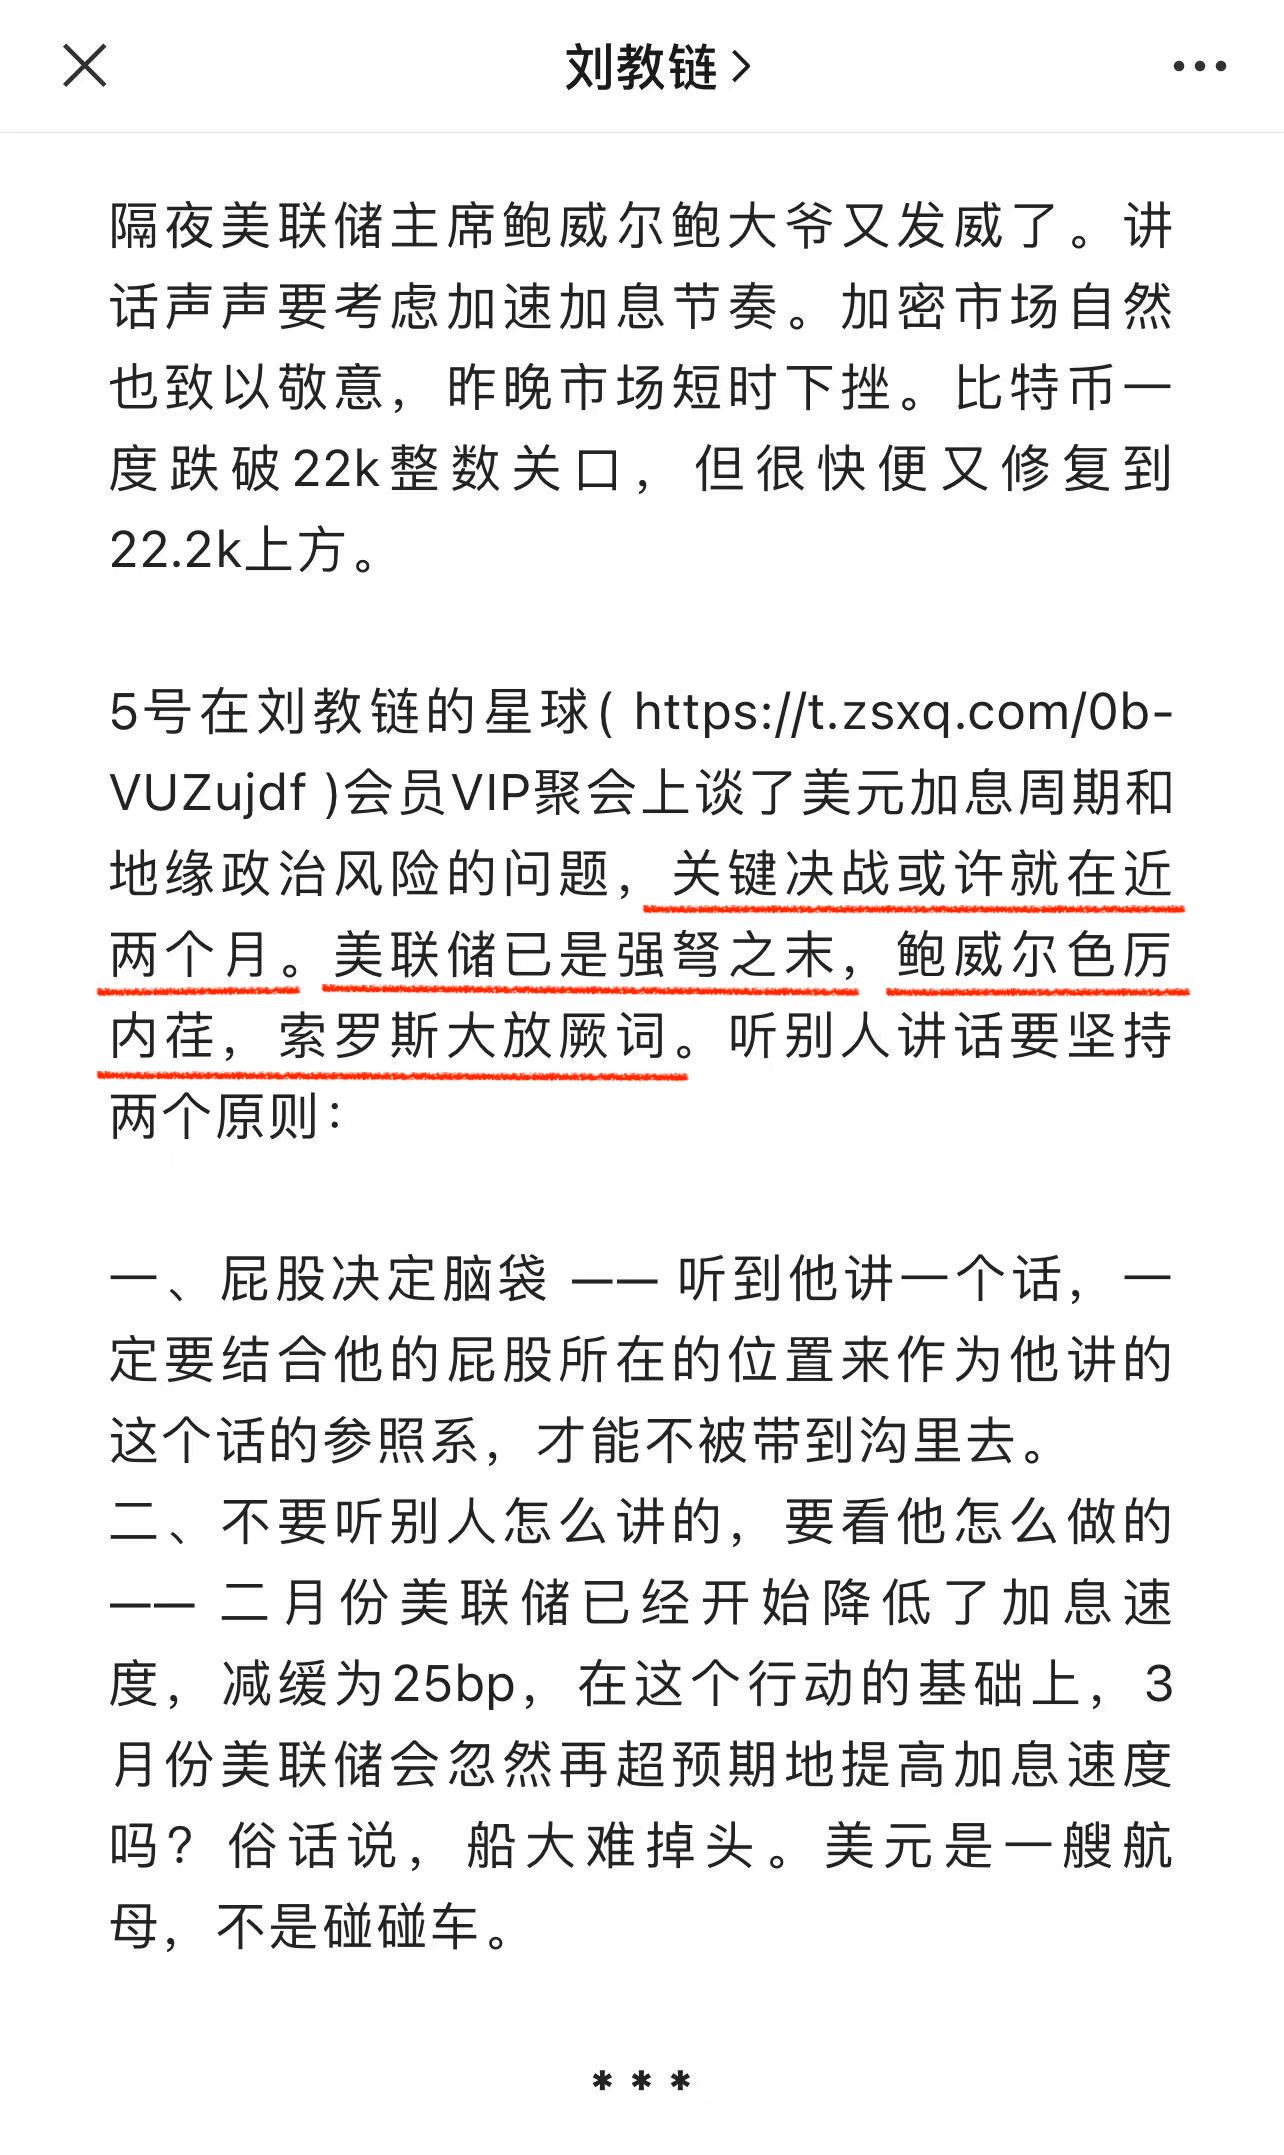 刘教链
隔夜美联储主席鲍威尔鲍大爷又发威了。讲
话声声要考虑加速加息节奏。加密市场自然
也致以敬意，昨晚市场短时下挫。比特币一
度跌破22k整数关口，但很快便又修复到
22.2k上方。
5号在刘教链的星球( https://t.zsxq.com/0b-
VUZujdf )会员VIP聚会上谈了美元加息周期和
地缘政治风险的问题，关键决战或许就在近
两个月。美联储已是强弩之末，鲍威尔色厉
内荏，索罗斯大放厥词。听别人讲话要坚持
两个原则：
一、屁股决定脑袋 —— 听到他讲一个话，一
定要结合他的屁股所在的位置来作为他讲的
这个话的参照系，才能不被带到沟里去。
二、不要听别人怎么讲的，要看他怎么做的
—— 二月份美联储已经开始降低了加息速
度，减缓为25bp，在这个行动的基础上，3
月份美联储会忽然再超预期地提高加息速度
吗？俗话说，船大难掉头。美元是一艘航
母，不是碰碰车。
* * *